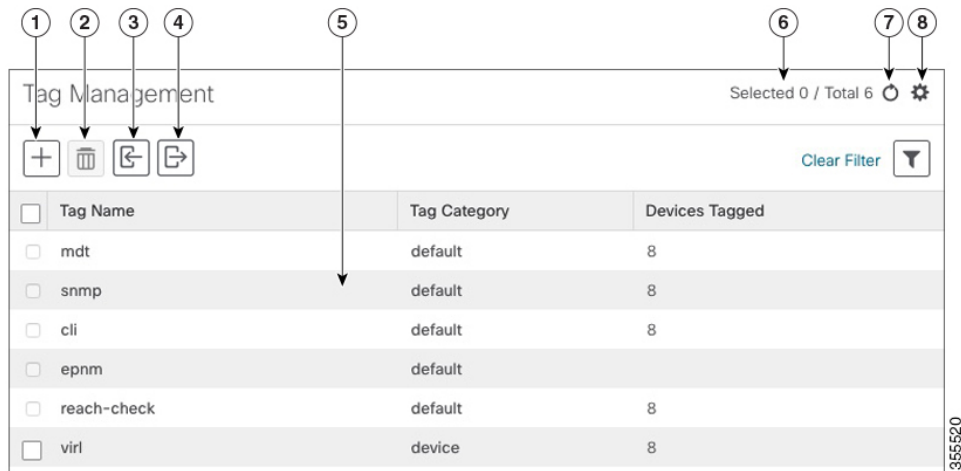 1 2 3 4 5 6 7 8
Tag Management Selected 0 / Total 6
Clear Filter
Tag Name Tag Category Devices Tagged
mdt default 8
snmp default 8
cli default 8
epnm default
reach-check default 8
virl device 8
355520